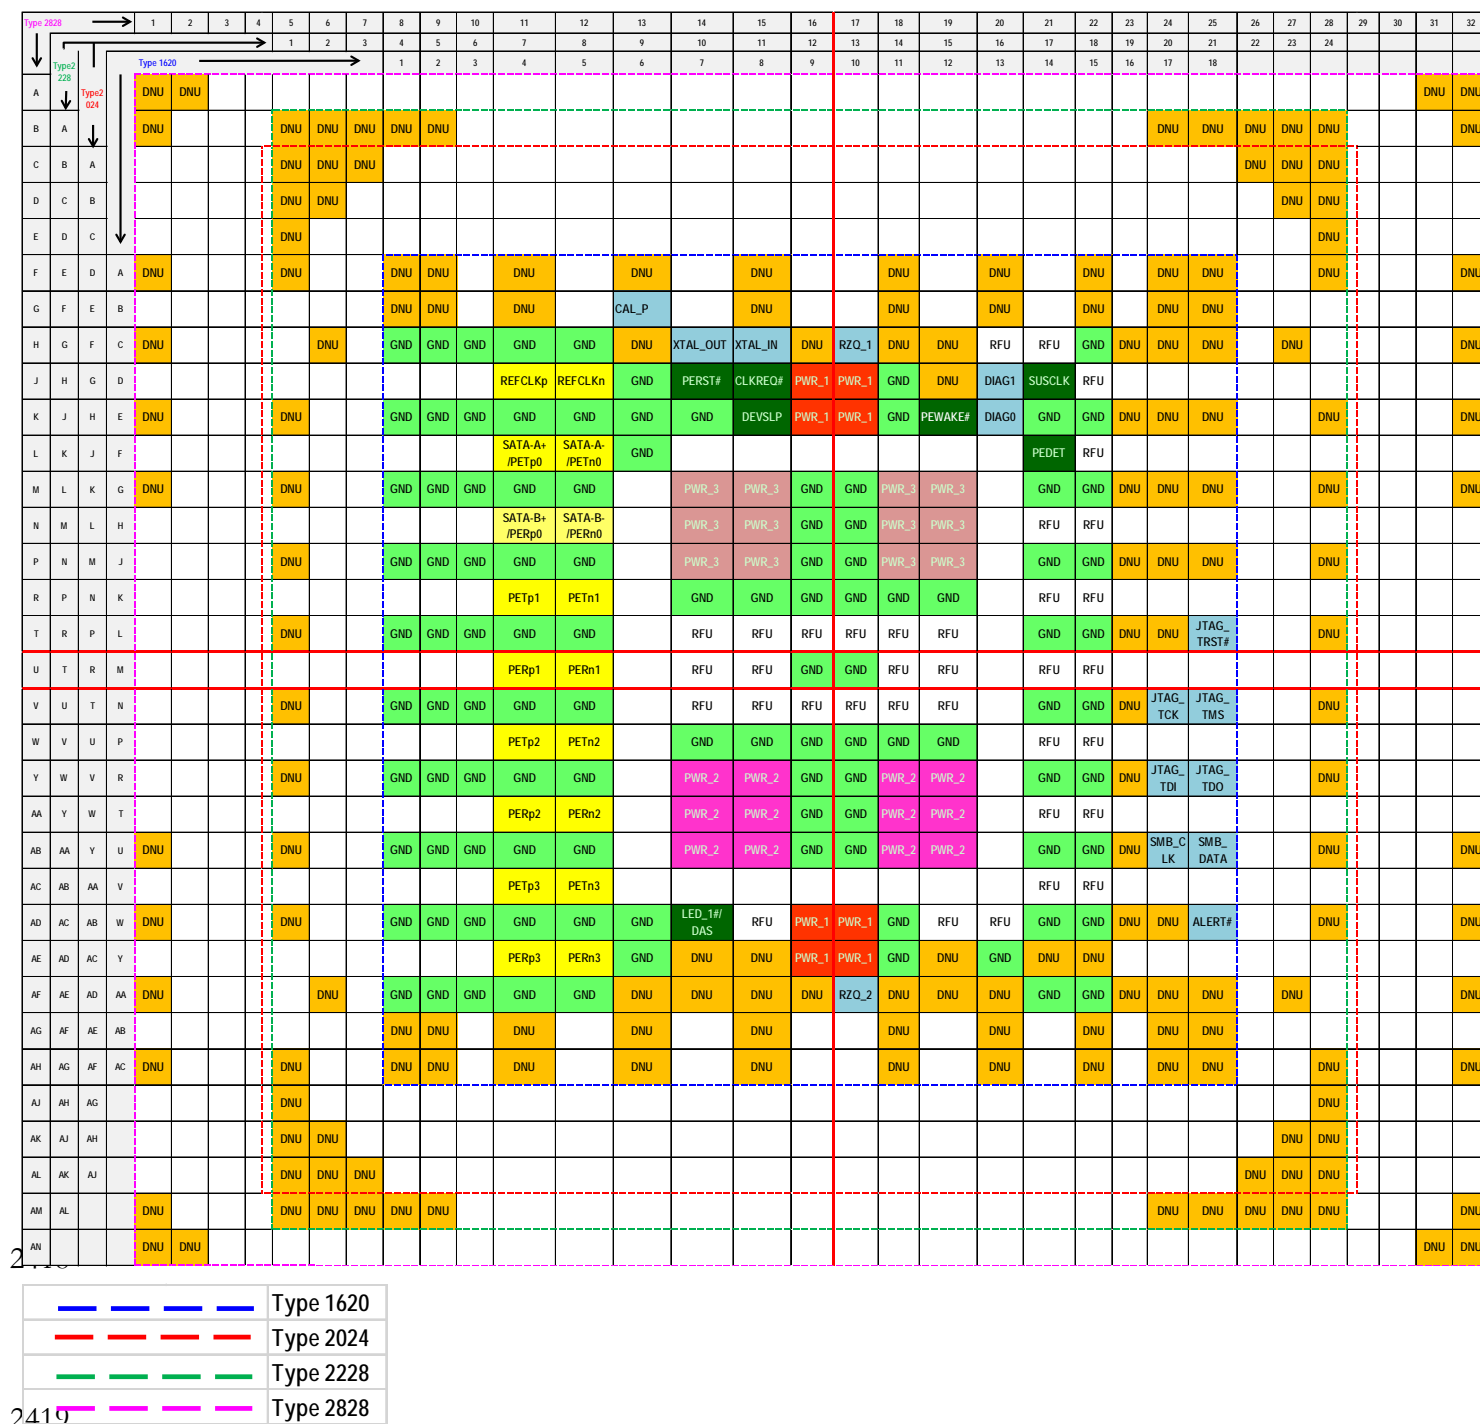 Type 2828 1 2 3 4 5 6 7 8 9 10 11 12 13 14 15 16 17 18 19 20 21 22 23 24 25 26 27 28 29 30 31 32
1 2 3 4 5 6 7 8 9 10 11 12 13 14 15 16 17 18 19 20 21 22 23 24
Type2 228 Type 1620 1 2 3 4 5 6 7 8 9 10 11 12 13 14 15 16 17 18
A Type2 024 DNU DNU DNU DNU
B A DNU DNU DNU DNU DNU DNU DNU DNU DNU DNU DNU DNU
C B A DNU DNU DNU DNU DNU DNU
D C B DNU DNU DNU DNU
E D C DNU DNU
F E D A DNU DNU DNU DNU DNU DNU DNU DNU DNU DNU DNU DNU DNU DNU
G F E B DNU DNU DNU CAL_P DNU DNU DNU DNU DNU DNU
H G F C DNU DNU GND GND GND GND GND DNU XTAL_OUT XTAL_IN DNU RZQ_1 DNU DNU RFU RFU GND DNU DNU DNU DNU DNU
J H G D REFCLKp REFCLKn GND PERST# CLKREQ# PWR_1 PWR_1 GND DNU DIAG1 SUSCLK RFU
K J H E DNU DNU GND GND GND GND GND GND GND DEVSLP PWR_1 PWR_1 GND PEWAKE# DIAG0 GND GND DNU DNU DNU DNU DNU
L K J F SATA-A+ /PETp0 SATA-A- /PETn0 GND PEDET RFU
M L K G DNU DNU GND GND GND GND GND PWR_3 PWR_3 GND GND PWR_3 PWR_3 GND GND DNU DNU DNU DNU DNU
N M L H SATA-B+ /PERp0 SATA-B- /PERn0 PWR_3 PWR_3 GND GND PWR_3 PWR_3 RFU RFU
P N M J DNU GND GND GND GND GND PWR_3 PWR_3 GND GND PWR_3 PWR_3 GND GND DNU DNU DNU DNU
R P N K PETp1 PETn1 GND GND GND GND GND GND RFU RFU
T R P L DNU GND GND GND GND GND RFU RFU RFU RFU RFU RFU GND GND DNU DNU JTAG_ TRST# DNU
U T R M PERp1 PERn1 RFU RFU GND GND RFU RFU RFU RFU
V U T N DNU GND GND GND GND GND RFU RFU RFU RFU RFU RFU GND GND DNU JTAG_ TCK JTAG_ TMS DNU
W V U P PETp2 PETn2 GND GND GND GND GND GND RFU RFU
Y W V R DNU GND GND GND GND GND PWR_2 PWR_2 GND GND PWR_2 PWR_2 GND GND DNU JTAG_ TDI JTAG_ TDO DNU
AA Y W T PERp2 PERn2 PWR_2 PWR_2 GND GND PWR_2 PWR_2 RFU RFU
AB AA Y U DNU DNU GND GND GND GND GND PWR_2 PWR_2 GND GND PWR_2 PWR_2 GND GND DNU SMB_C LK SMB_ DATA DNU DNU
AC AB AA V PETp3 PETn3 RFU RFU
AD AC AB W DNU DNU GND GND GND GND GND GND LED_1#/ DAS RFU PWR_1 PWR_1 GND RFU RFU GND GND DNU DNU ALERT# DNU DNU
AE AD AC Y PERp3 PERn3 GND DNU DNU PWR_1 PWR_1 GND DNU GND DNU DNU
AF AE AD AA DNU DNU GND GND GND GND GND DNU DNU DNU DNU RZQ_2 DNU DNU DNU GND GND DNU DNU DNU DNU DNU
AG AF AE AB DNU DNU DNU DNU DNU DNU DNU DNU DNU DNU
AH AG AF AC DNU DNU DNU DNU DNU DNU DNU DNU DNU DNU DNU DNU DNU DNU
AJ AH AG DNU DNU
AK AJ AH DNU DNU DNU DNU
AL AK AJ DNU DNU DNU DNU DNU DNU
AM AL DNU DNU DNU DNU DNU DNU DNU DNU DNU DNU DNU DNU
AN DNU DNU DNU DNU
Type 1620
Type 2024
Type 2228
Type 2828
2419